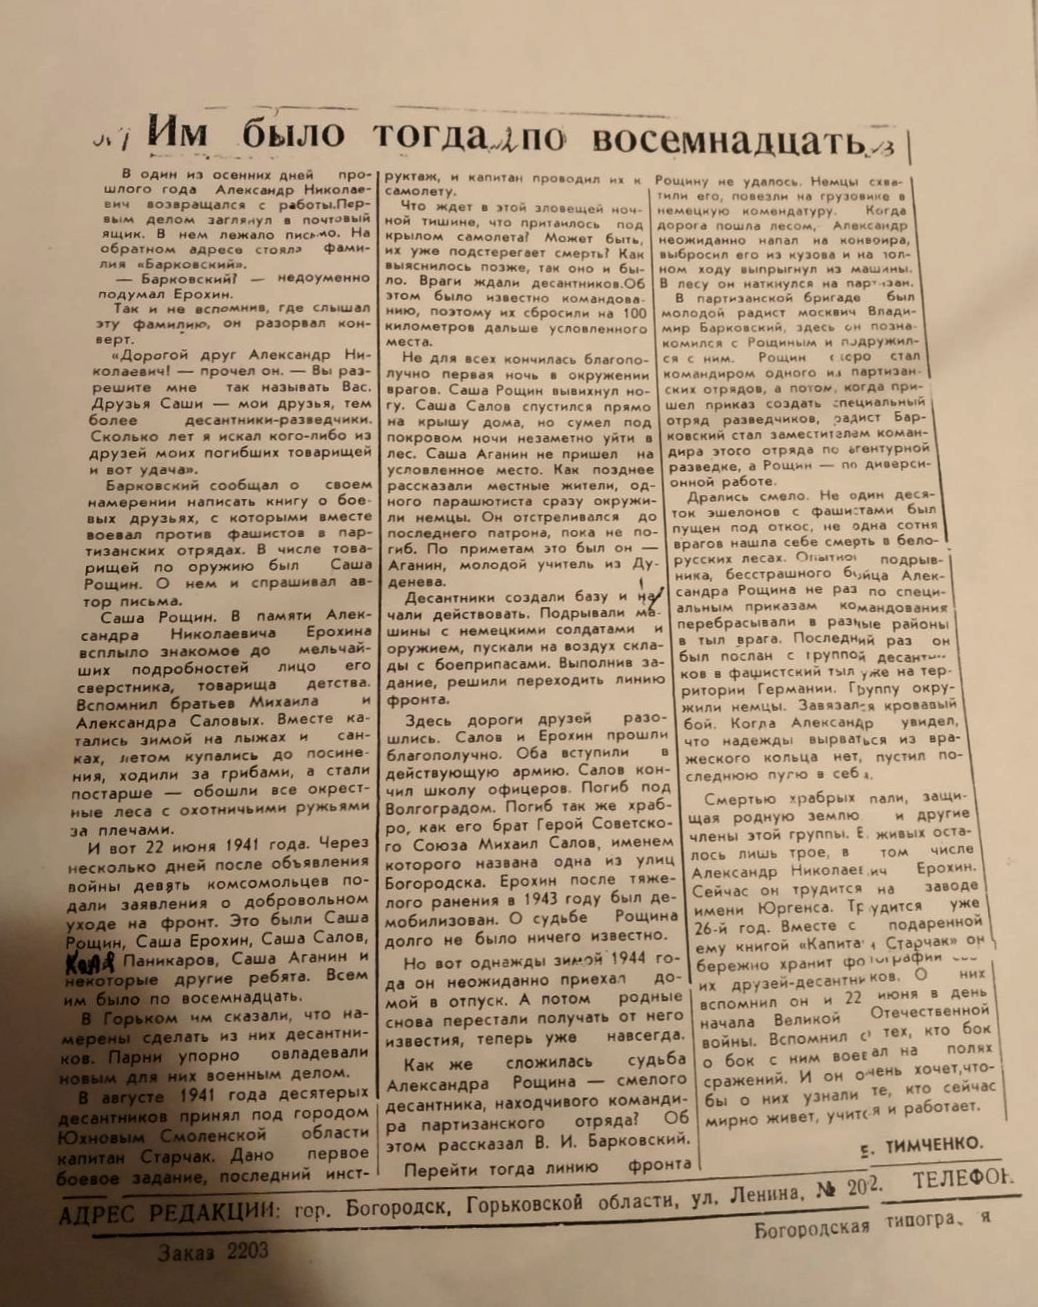 Им было тогда по восемнадцать
В один из осенних дней про-
шлого года Александр Николае-
вич возвращался с работы.Пер-
вым делом заглянул в почтовый
ящик. В нем лежало письмо. На
обратном адресе стояла фами-
лия «Барковский».
— Барковский? — недоуменно
подумал Ерохин.
Так и не вспомнив, где слышал
эту фамилию, он разорвал кон-
верт.
«Дорогой друг Александр Ни-
колаевич! — прочел он. — Вы раз-
решите мне так называть Вас.
Друзья Саши — мои друзья, тем
более десантники-разведчики.
Сколько лет я искал кого-либо из
друзей моих погибших товарищей
и вот удача».
Барковский сообщал о своем
намерении написать книгу о бое-
вых друзьях, с которыми вместе
воевал против фашистов в пар-
тизанских отрядах. В числе това-
рищей по оружию был Саша
Рощин. О нем и спрашивал ав-
тор письма.
Саша Рощин. В памяти Алек-
сандра Николаевича Ерохина
всплыло знакомое до мельчай-
ших подробностей лицо его
сверстника, товарища детства.
Вспомнил братьев Михаила и
Александра Саловых. Вместе ка-
тались зимой на лыжах и сан-
ках, летом купались до посине-
ния, ходили за грибами, а стали
постарше — обошли все окрест-
ные леса с охотничьими ружьями
за плечами.
И вот 22 июня 1941 года. Через
несколько дней после объявления
войны девять комсомольцев по-
дали заявления о добровольном
уходе на фронт. Это были Саша
Рощин, Саша Ерохин, Саша Салов,
Паникаров, Саша Аганин и
некоторые другие ребята. Всем
им было по восемнадцать.
В Горьком им сказали, что на-
мерены сделать из них десантни-
ков. Парни упорно овладевали
новым для них военным делом.
В августе 1941 года десятерых
десантников принял под городом
Юхновым Смоленской области
капитан Старчак. Дано первое
боевое задание, последний инст-
руктаж, и капитан проводил их к
самолету.
Что ждет в этой зловещей ноч-
ной тишине, что притаилось под
крылом самолета? Может быть,
их уже подстерегает смерть? Как
выяснилось позже, так оно и бы-
ло. Враги ждали десантников.Об
этом было известно командова-
нию, поэтому их сбросили на 100
километров дальше условленного
места.
Не для всех кончилась благопо-
лучно первая ночь в окружении
врагов. Саша Рощин вывихнул но-
гу. Саша Салов спустился прямо
на крышу дома, но сумел под
покровом ночи незаметно уйти в
лес. Саша Аганин не пришел на
условленное место. Как позднее
рассказали местные жители, од-
ного парашютиста сразу окружи-
ли немцы. Он отстреливался до
последнего патрона, пока не по-
гиб. По приметам это был он —
Аганин, молодой учитель из Ду-
денева.
Десантники создали базу и на-
чали действовать. Подрывали ма-
шины с немецкими солдатами и
оружием, пускали на воздух скла-
ды с боеприпасами. Выполнив за-
дание, решили переходить линию
фронта.
Здесь дороги друзей разо-
шлись. Салов и Ерохин прошли
благополучно. Оба вступили в
действующую армию. Салов кон-
чил школу офицеров. Погиб под
Волгоградом. Погиб так же храб-
ро, как его брат Герой Советско-
го Союза Михаил Салов, именем
которого названа одна из улиц
Богородска. Ерохин после тяже-
лого ранения в 1943 году был де-
мобилизован. О судьбе Рощина
долго не было ничего известно.
Но вот однажды зимой 1944 го-
да он неожиданно приехал до-
мой в отпуск. А потом родные
снова перестали получать от него
известия, теперь уже навсегда.
Как же сложилась судьба
Александра Рощина — смелого
десантника, находчивого команди-
ра партизанского отряда? Об
этом рассказал В. И. Барковский.
Перейти тогда линию фронта
Рощину не удалось. Немцы схва-
тили его, повезли на грузовике в
немецкую комендатуру. Когда
дорога пошла лесом, Александр
неожиданно напал на конвоира,
выбросил его из кузова и на пол-
ном ходу выпрыгнул из машины.
В лесу он наткнулся на партизан.
В партизанской бригаде был
молодой радист москвич Влади-
мир Барковский, здесь он позна-
комился с Рощиным и подружил-
ся с ним. Рощин скоро стал
командиром одного из партизан-
ских отрядов, а потом, когда при-
шел приказ создать специальный
отряд разведчиков, радист Бар-
ковский стал заместителем коман-
дира этого отряда по агентурной
разведке, а Рощин — по диверси-
онной работе.
Дрались смело. Не один деся-
ток эшелонов с фашистами был
пущен под откос, не одна сотня
врагов нашла себе смерть в бело-
русских лесах. Опытного подрыв-
ника, бесстрашного бойца Алек-
сандра Рощина не раз по специ-
альным приказам командования
перебрасывали в разные районы
в тыл врага. Последний раз он
был послан с группой десантни-
ков в фашистский тыл уже на тер-
ритории Германии. Группу окру-
жили немцы. Завязался кровавый
бой. Когда Александр увидел,
что надежды вырваться из вра-
жеского кольца нет, пустил по-
следнюю пулю в себя.
Смертью храбрых пали, защи-
щая родную землю и другие
члены этой группы. В живых оста-
лось лишь трое, в том числе
Александр Николаевич Ерохин.
Сейчас он трудится на заводе
имени Юргенса. Трудится уже
26-й год. Вместе с подаренной
ему книгой «Капитан Старчак» он
бережно хранит фотографии
их друзей-десантников. О них
вспомнил он и 22 июня в день
начала Великой Отечественной
войны. Вспомнил о тех, кто бок
о бок с ним воевал на полях
сражений. И он очень хочет,что-
бы о них узнали те, кто сейчас
мирно живет, учится и работает.
Е. ТИМЧЕНКО.
АДРЕС РЕДАКЦИИ: гор. Богородск, Горьковской области, ул. Ленина, № 202. ТЕЛЕФОН
Заказ 2203
Богородская типография